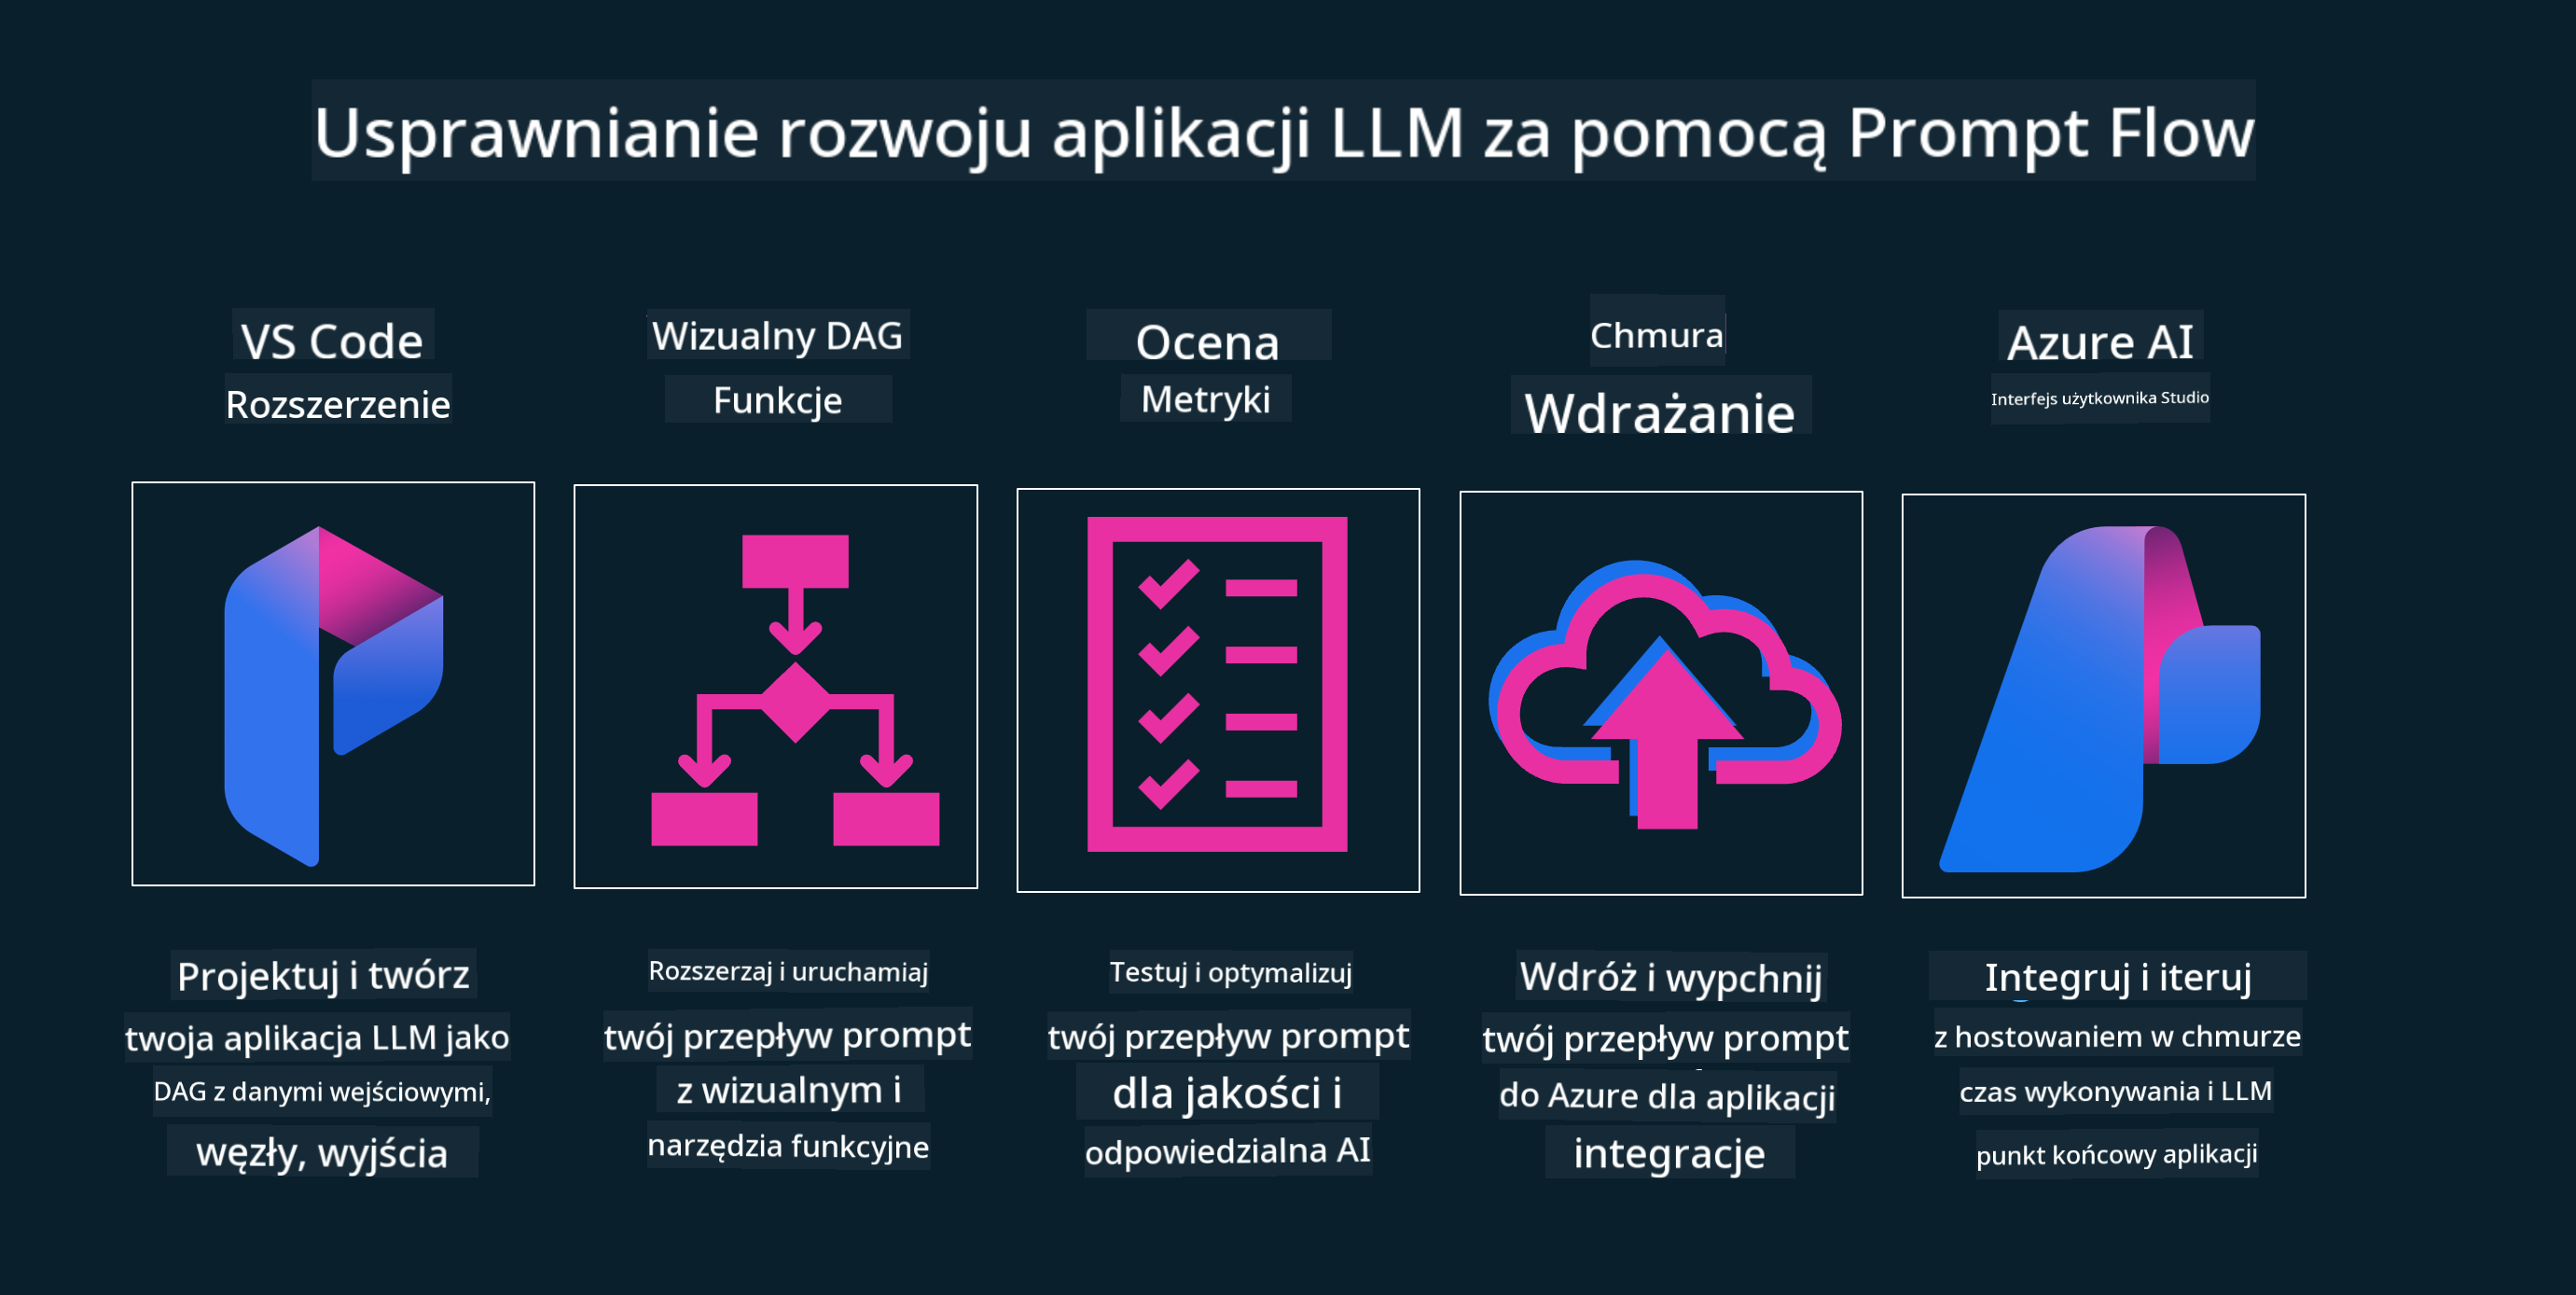 Usprawnianie rozwoju aplikacji LLM za pomocą Prompt Flow
VS Code
Rozszerzenie
Wizualny DAG
Funkcje
Ocena
Metryki
Chmura
Wdrażanie
Azure AI
Interfejs użytkownika Studio
Projektuj i twórz
twoja aplikacja LLM jako
DAG z danymi wejściowymi,
węzły, wyjścia
Rozszerzaj i uruchamiaj
twój przepływ prompt
z wizualnym i
narzędzia funkcyjne
Testuj i optymalizuj
twój przepływ prompt
dla jakości i
odpowiedzialna AI
Wdróż i wypchnij
twój przepływ prompt
do Azure dla aplikacji
integracje
Integruj i iteruj
z hostowaniem w chmurze
czas wykonywania i LLM
punkt końcowy aplikacji